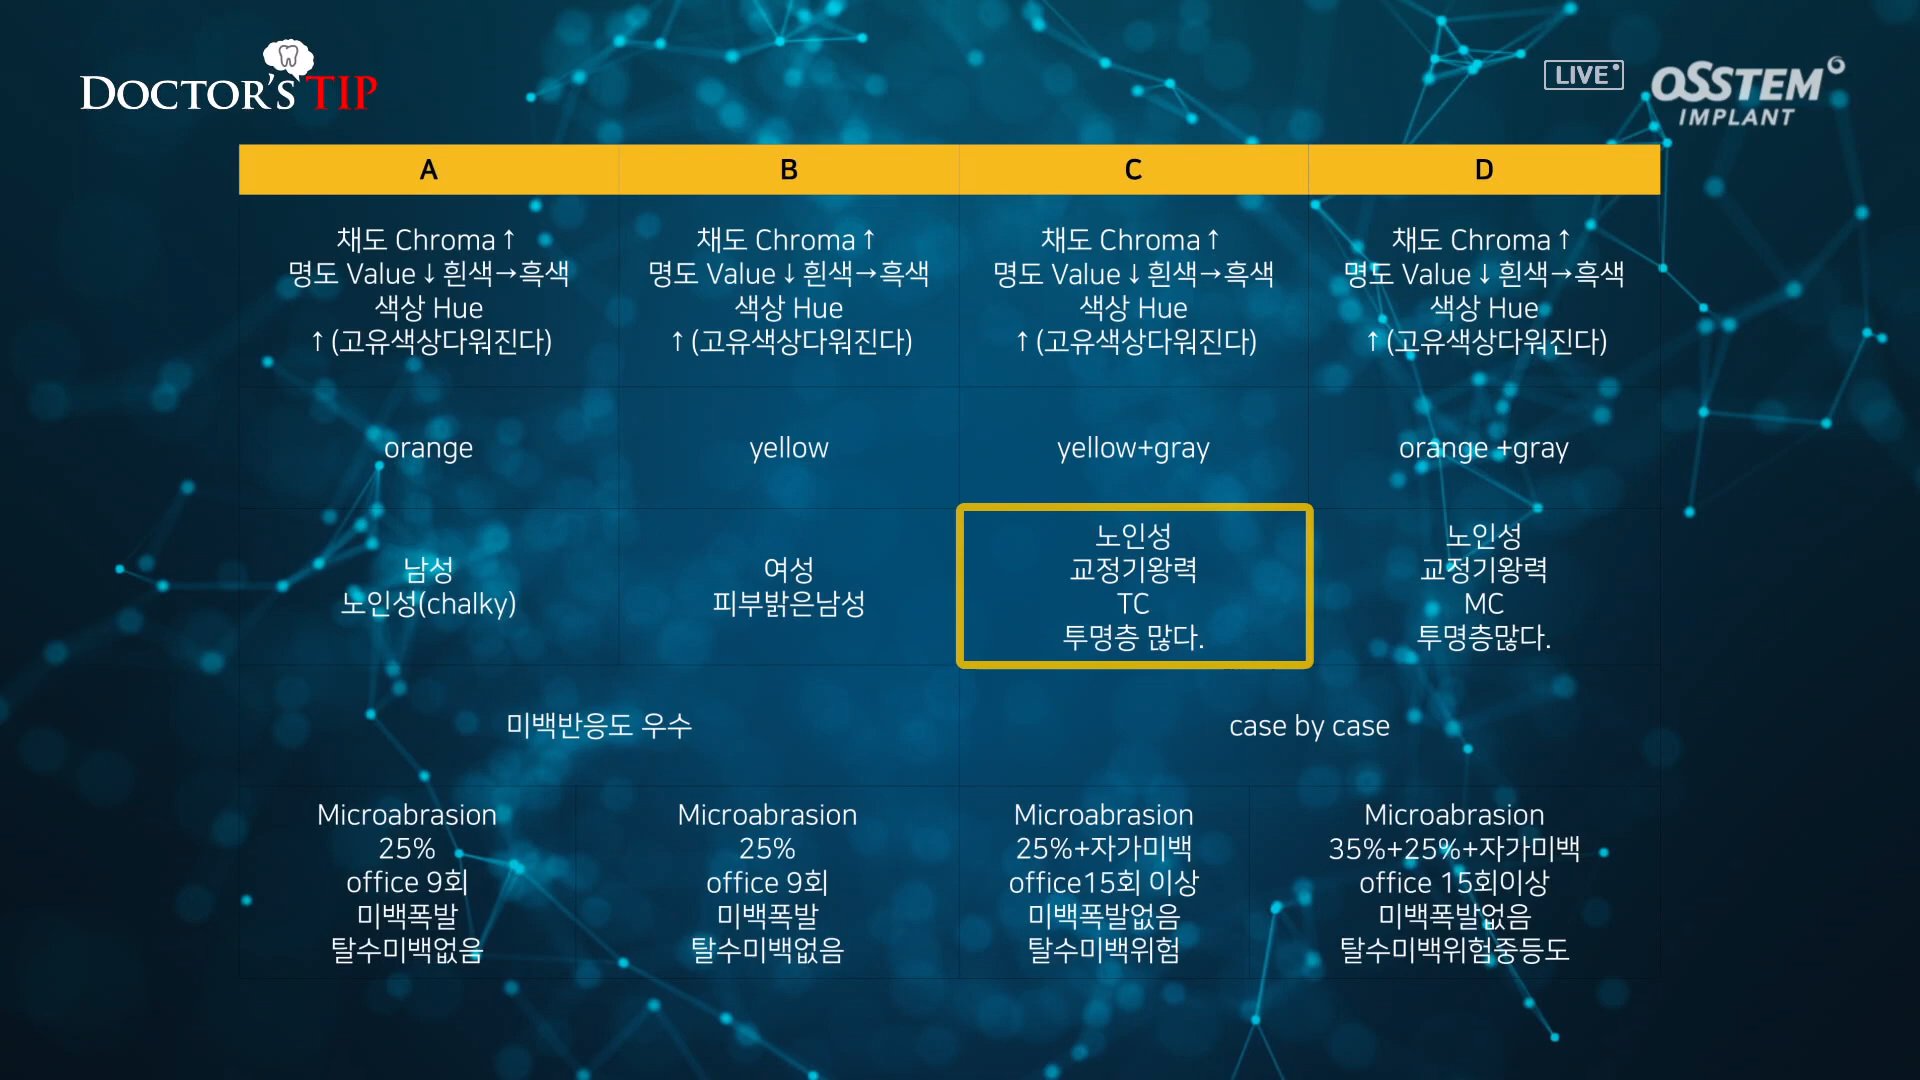 DOCTOR'S TIP
LIVE
OSSTEM
IMPLANT
A
B
C
D
채도 Chroma↑
명도 Value↓흰색→흑색
색상 Hue
↑(고유색상다워진다)
채도 Chroma↑
명도 Value↓흰색→흑색
색상 Hue
↑(고유색상다워진다)
채도 Chroma↑
명도 Value↓흰색→흑색
색상 Hue
↑(고유색상다워진다)
채도 Chroma↑
명도 Value↓흰색→흑색
색상 Hue
↑(고유색상다워진다)
orange
yellow
yellow+gray
orange +gray
남성
노인성(chalky)
여성
피부밝은남성
노인성
교정기왕력
TC
투명층 많다.
노인성
교정기왕력
MC
투명층많다.
미백반응도 우수
case by case
Microabrasion
25%
office 9회
미백폭발
탈수미백없음
Microabrasion
25%
office 9회
미백폭발
탈수미백없음
Microabrasion
25%+자가미백
office15회 이상
미백폭발없음
탈수미백위험
Microabrasion
35%+25%+자가미백
office 15회이상
미백폭발없음
탈수미백위험중등도